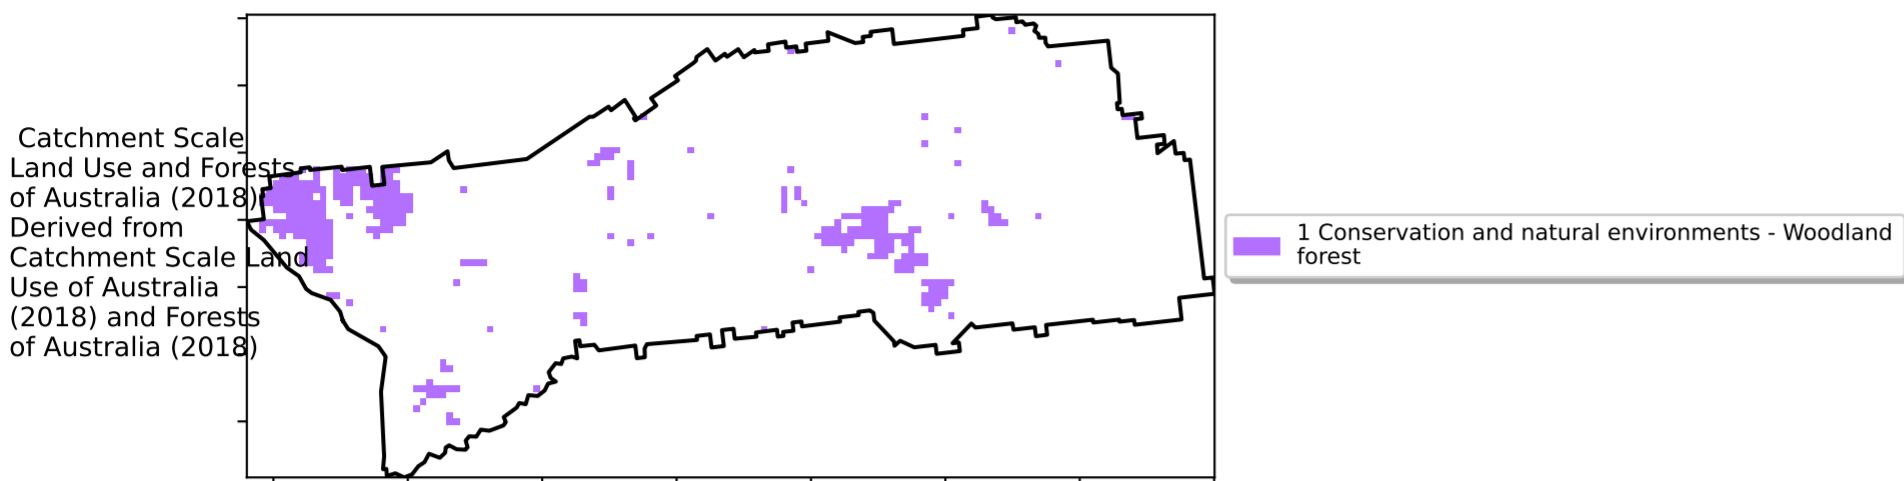 Catchment Scale
Land Use and Forests
of Australia (2018)
Derived from
Catchment Scale Land
Use of Australia
(2018) and Forests
of Australia (2018)
1 Conservation and natural environments - Woodland
forest